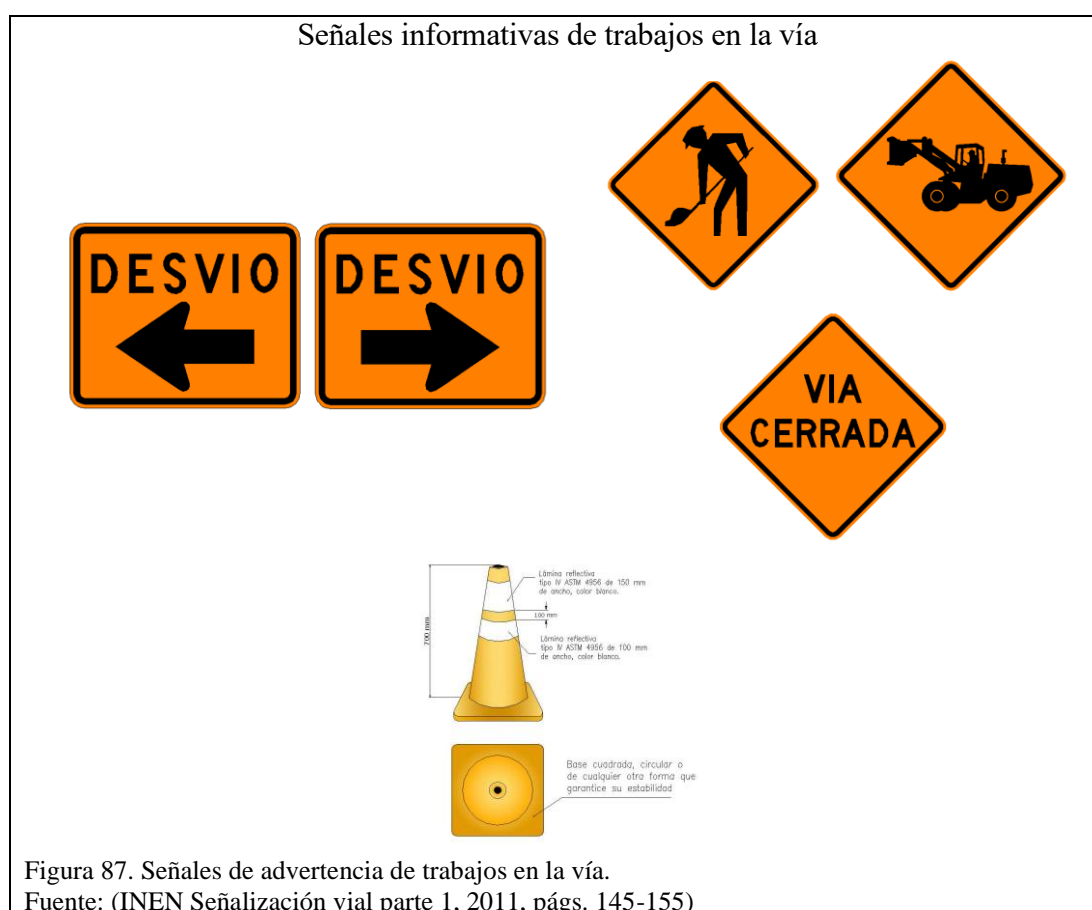 Señales informativas de trabajos en la vía
DESVIO
DESVIO
VIA
CERRADA
700 mm
Lámina reflectiva
tipo IV ASTM 4956 de 150 mm
de ancho, color blanco.
100 mm
Lámina reflectiva
tipo IV ASTM 4956 de 100 mm
de ancho, color blanco.
Base cuadrada, circular o
de cualquier otra forma que
garantice su estabilidad
Figura 87. Señales de advertencia de trabajos en la vía.
Fuente: (INEN Señalización vial parte 1, 2011, págs. 145-155)